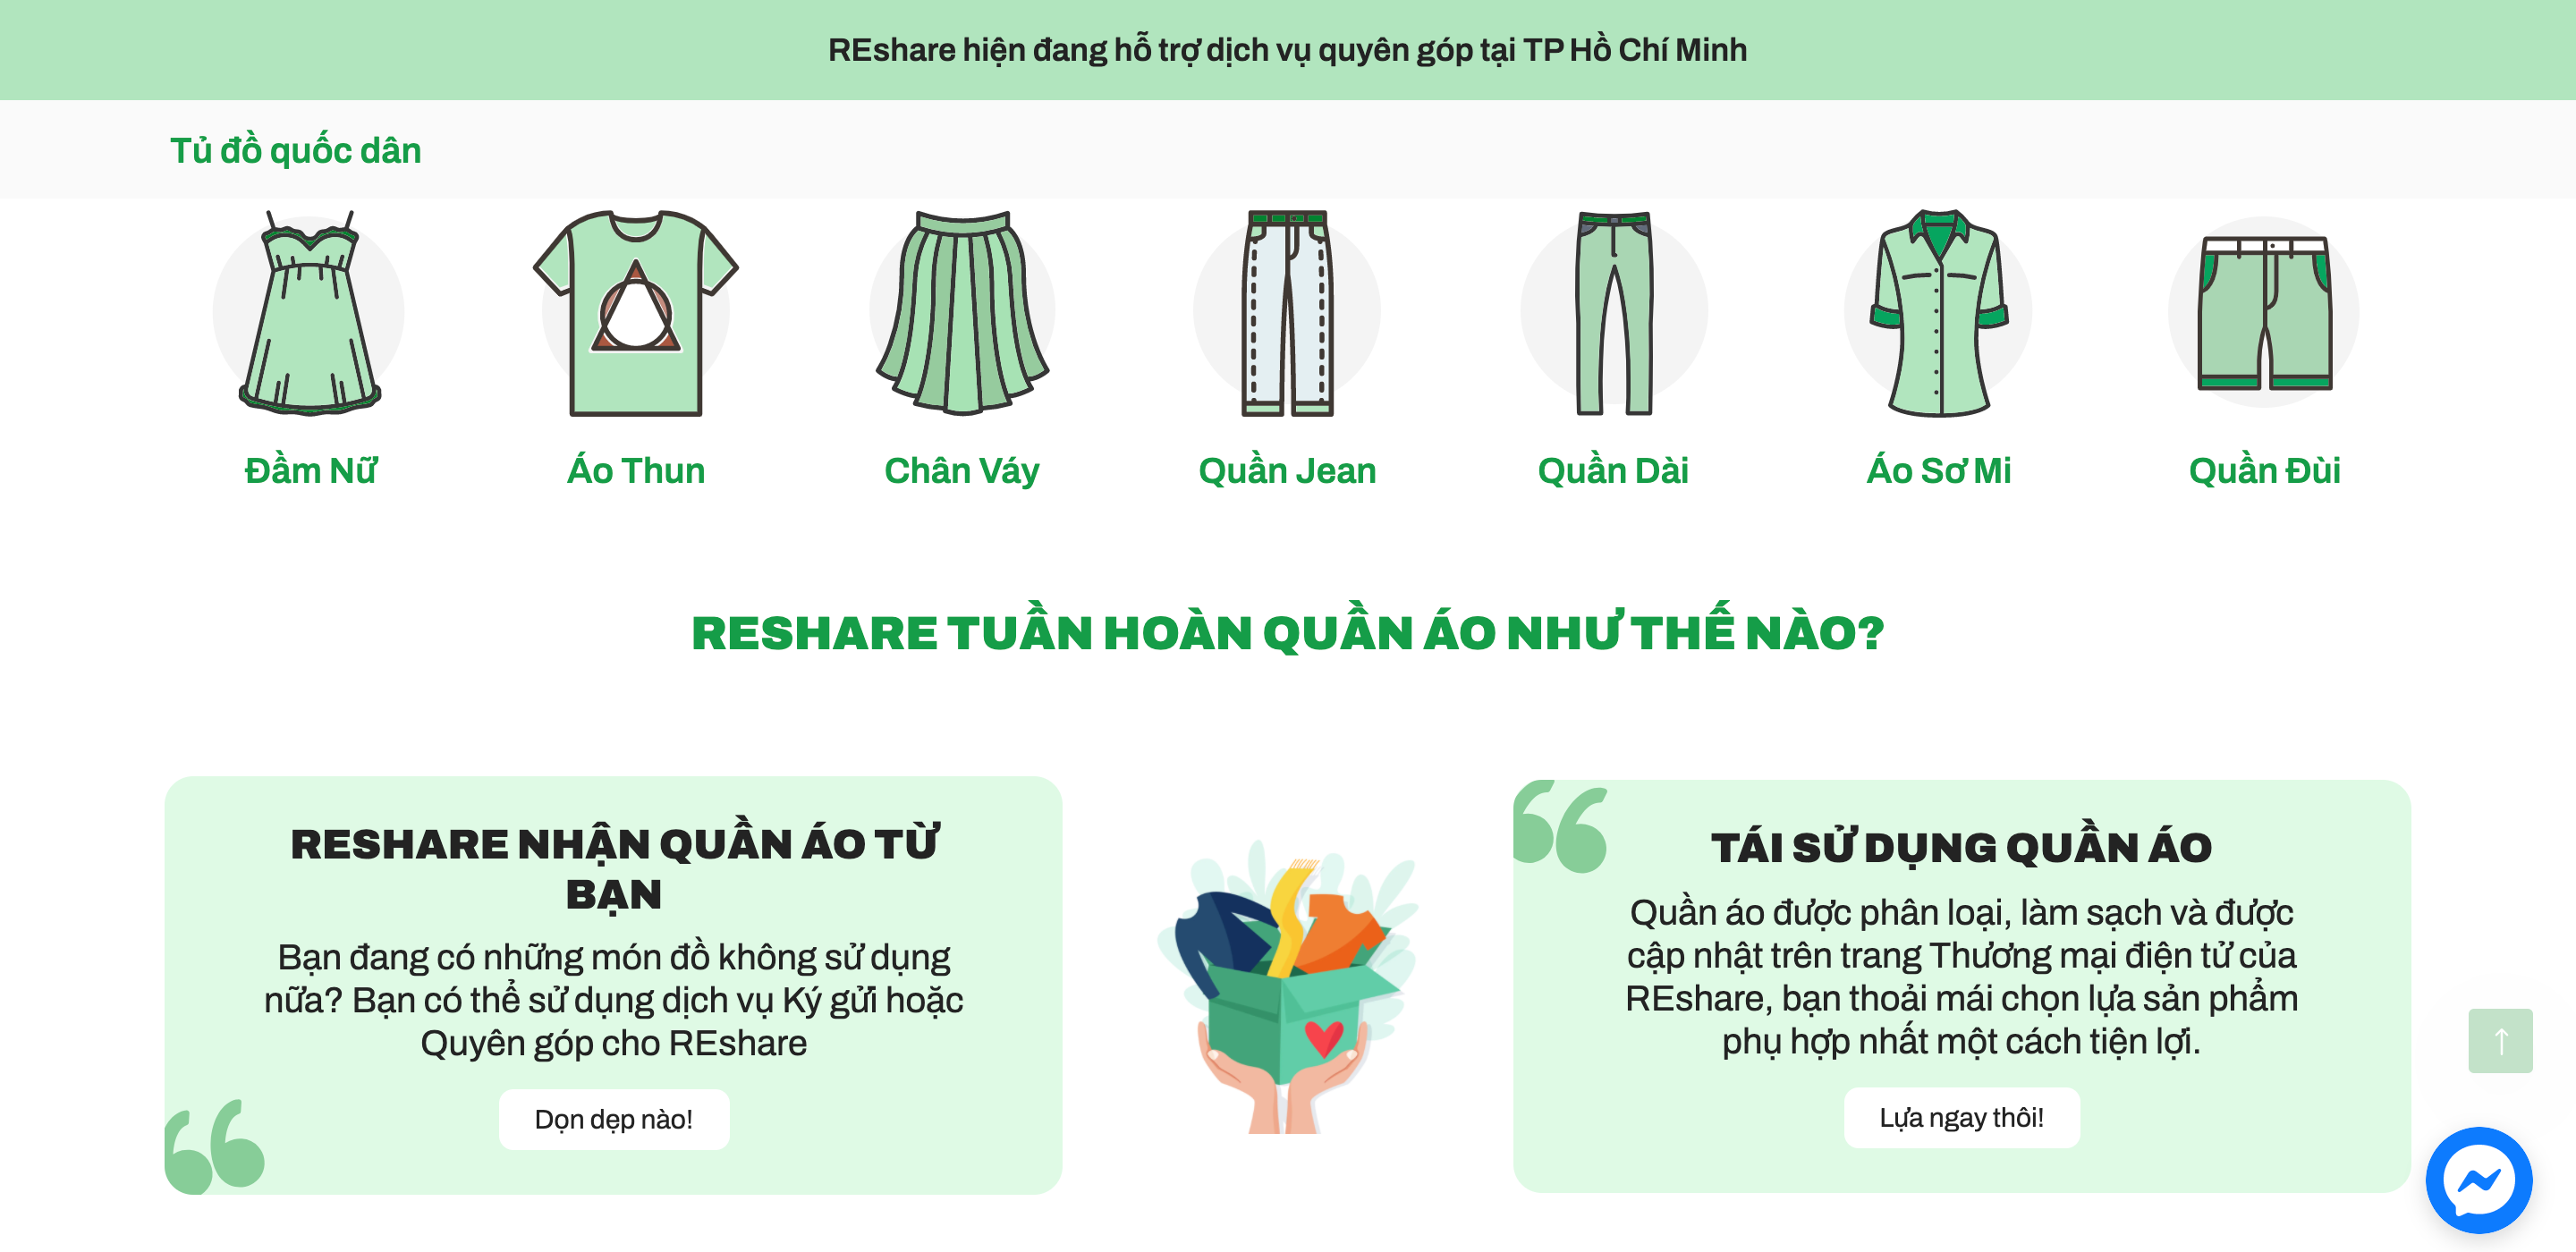 REshare hiện đang hỗ trợ dịch vụ quyên góp tại TP Hồ Chí Minh
Tủ đồ quốc dân
Đầm Nữ
Áo Thun
Chân Váy
Quần Jean
Quần Dài
Áo Sơ Mi
Quần Đùi
RESHARE TUẦN HOÀN QUẦN ÁO NHƯ THẾ NÀO?
RESHARE NHẬN QUẦN ÁO TỪ
BẠN
Bạn đang có những món đồ không sử dụng
nữa? Bạn có thể sử dụng dịch vụ Ký gửi hoặc
Quyên góp cho REshare
Dọn dẹp nào!
TÁI SỬ DỤNG QUẦN ÁO
Quần áo được phân loại, làm sạch và được
cập nhật trên trang Thương mại điện tử của
REshare, bạn thoải mái chọn lựa sản phẩm
phụ hợp nhất một cách tiện lợi.
Lựa ngay thôi!